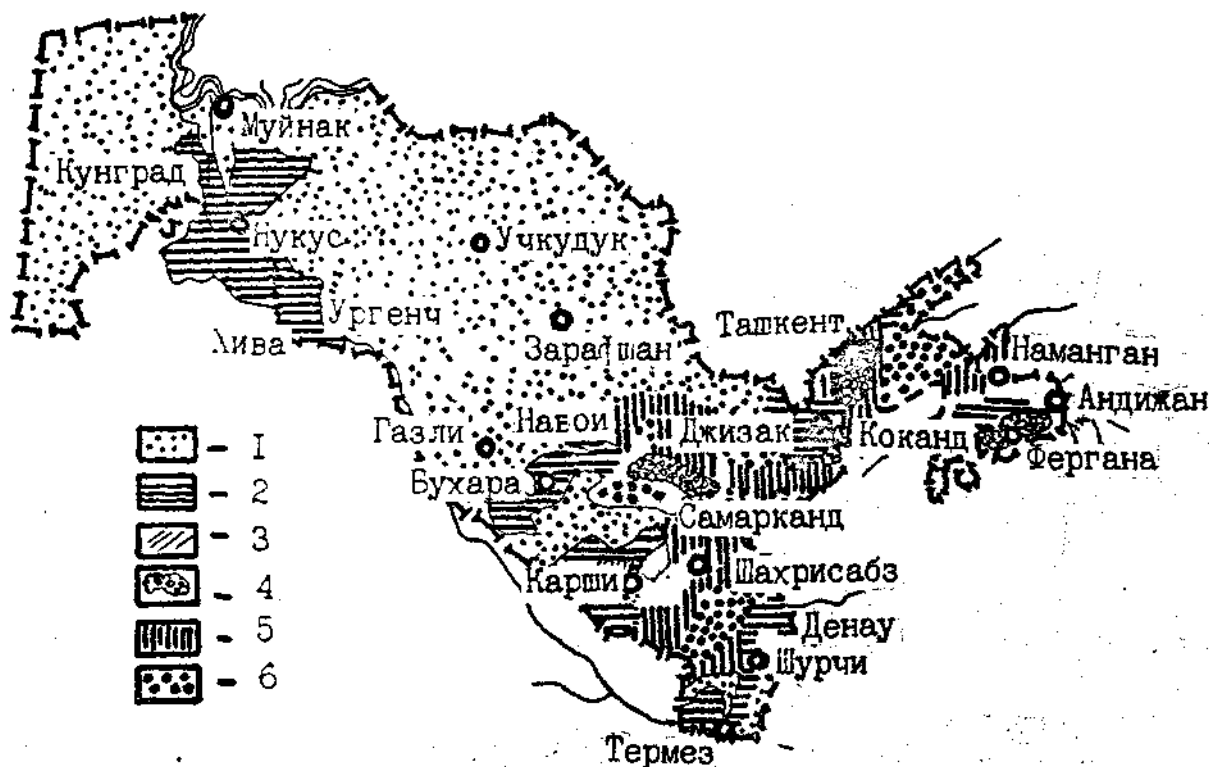 Муйнак
Кунград
Нукус
Учкудук
Ургенч
Хива
Ташкент
Зарафшан
Наманган
Андижан
Газли
Навои
Джизак
Коканд
Фергана
Бухара
Самарканд
Карши
Шахрисабз
Денау
Шурчи
Термез
- 1
- 2
- 3
- 4
- 5
- 6